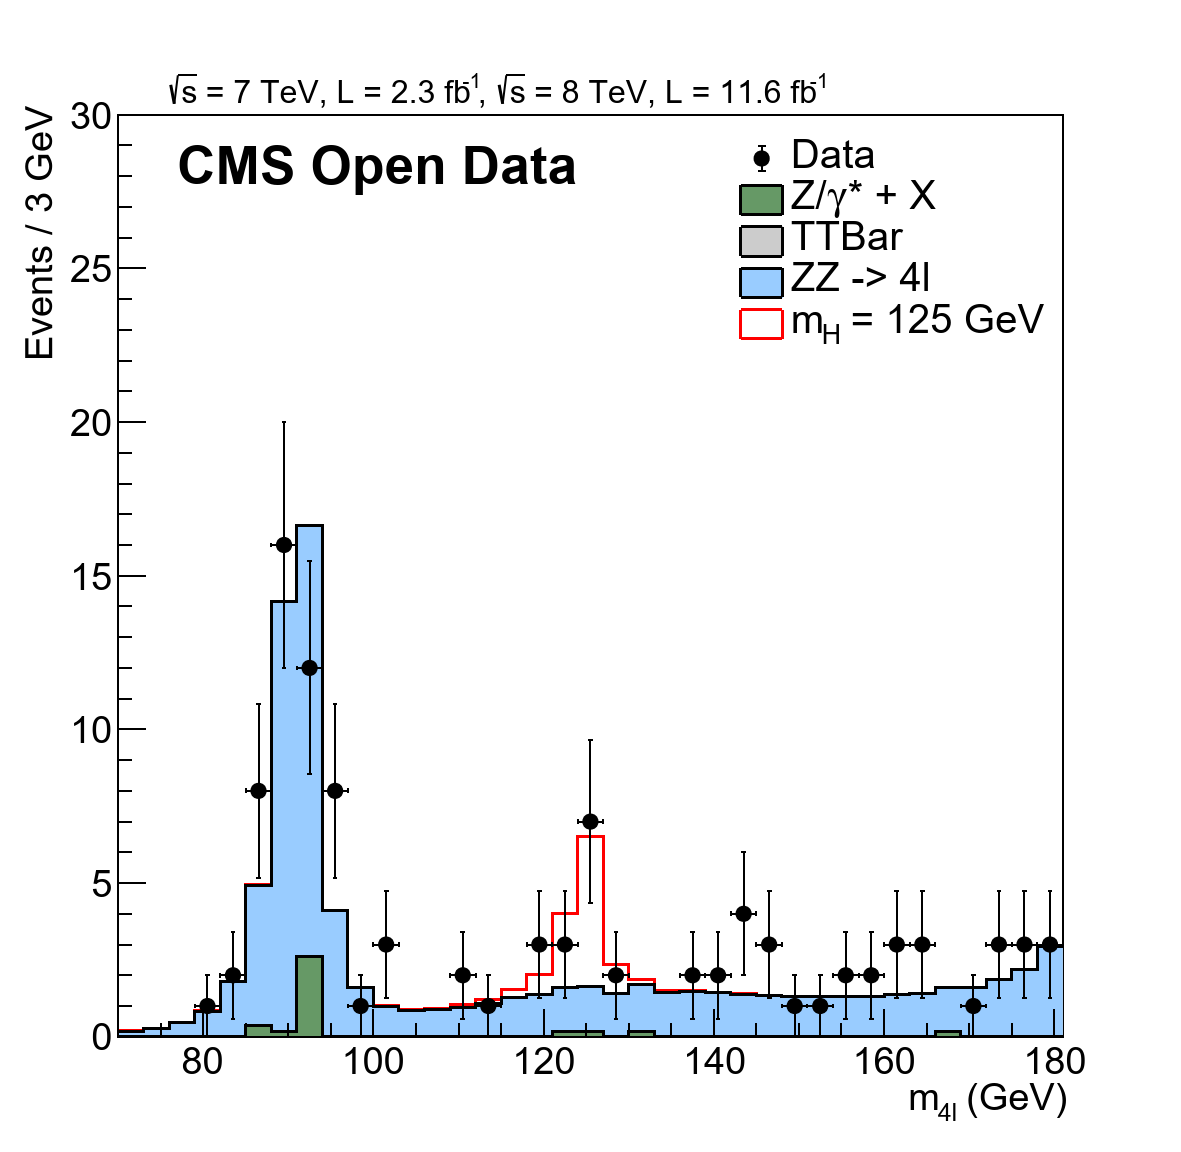 √s = 7 TeV, L = 2.3 fb⁻¹, √s = 8 TeV, L = 11.6 fb⁻¹
CMS Open Data
Data
Z/γ* + X
TTBar
ZZ -> 4l
m_H = 125 GeV
Events / 3 GeV
30
25
20
15
10
5
0
80 100 120 140 160 180
m_4l (GeV)